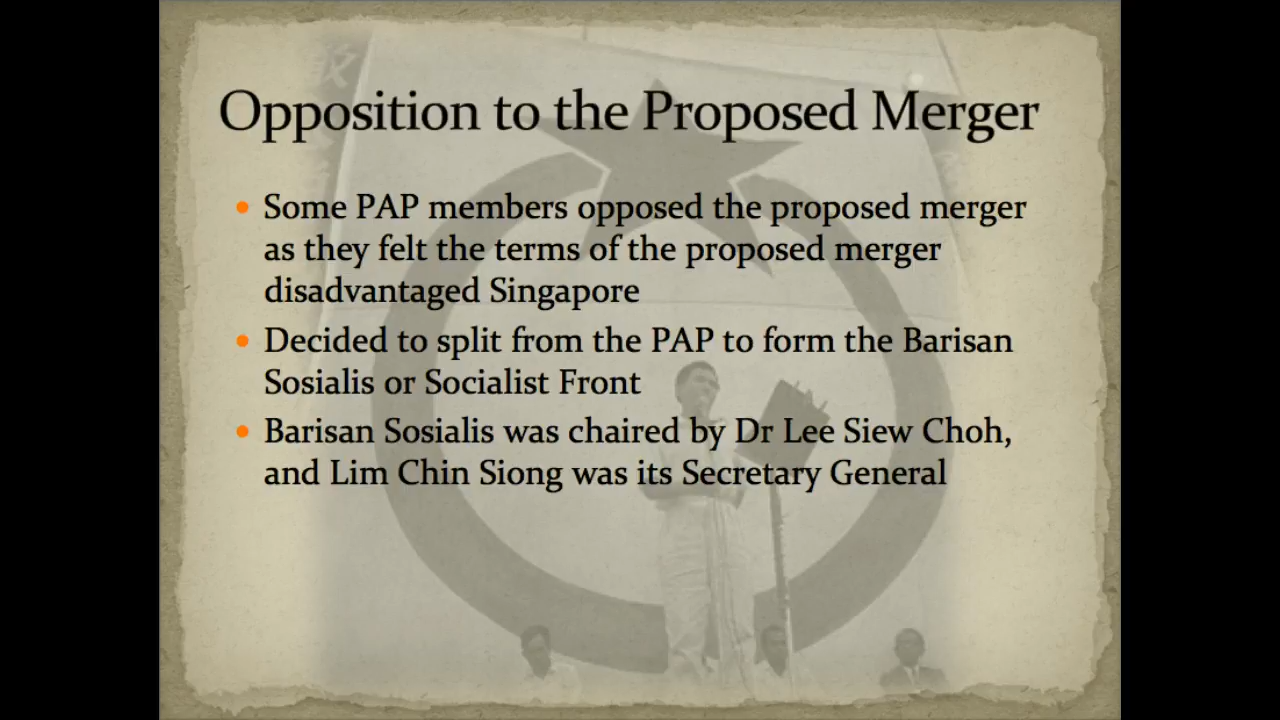 Opposition to the Proposed Merger
• Some PAP members opposed the proposed merger
as they felt the terms of the proposed merger
disadvantaged Singapore
• Decided to split from the PAP to form the Barisan
Sosialis or Socialist Front
• Barisan Sosialis was chaired by Dr Lee Siew Choh,
and Lim Chin Siong was its Secretary General